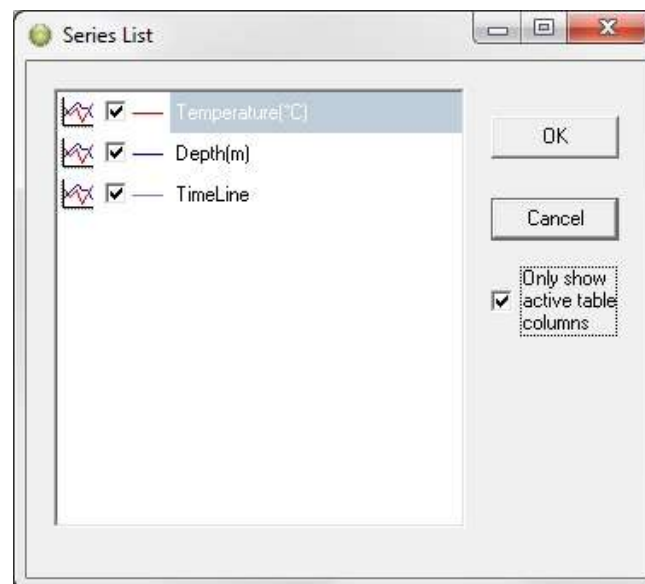 Series List
Temperature(°C)
Depth(m)
TimeLine
OK
Cancel
Only show
active table
columns